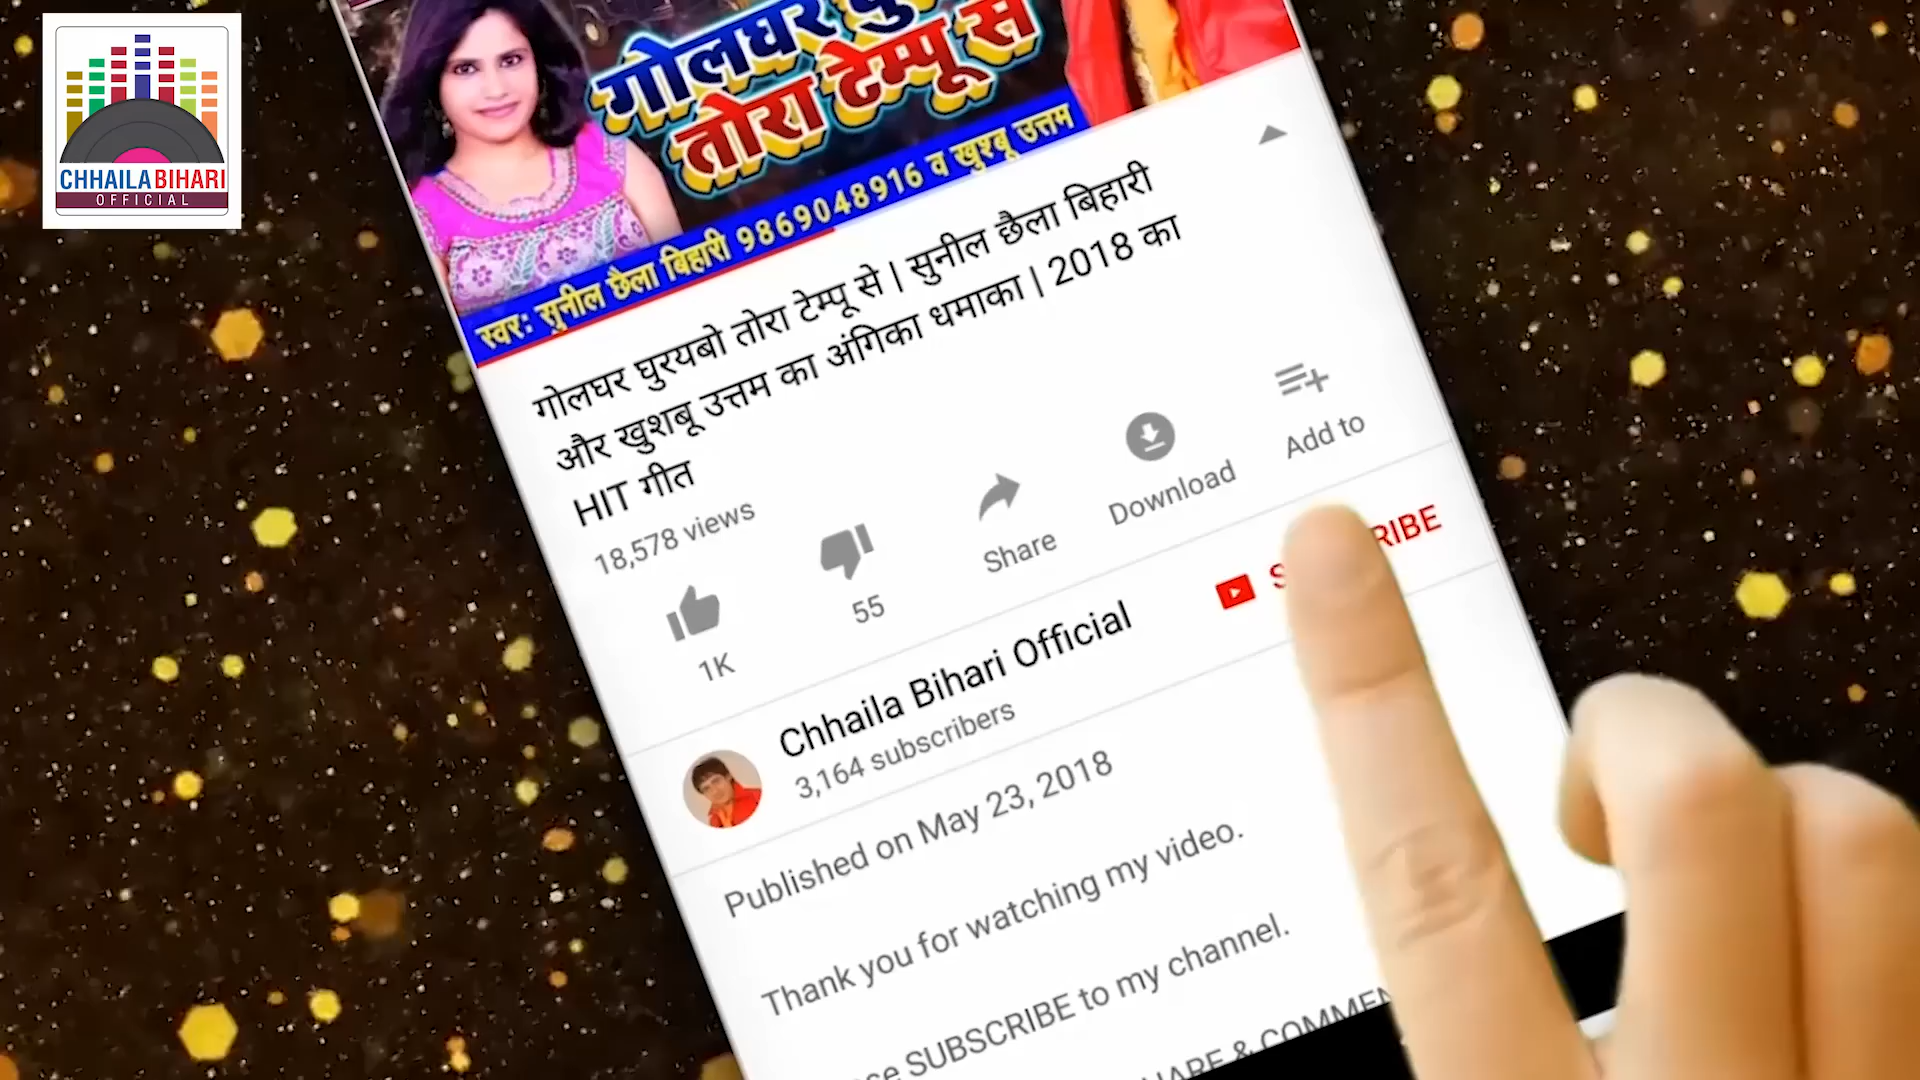 CHHAILA BIHARI
OFFICIAL
गोलघर
तोरा टेम्पू से
स्वर: सुनील छैला बिहारी 9869048916 व खुश्बू उत्तम
गोलघर घुरयबो तोरा टेम्पू से | सुनील छैला बिहारी
और खुशबू उत्तम का अंगिका धमाका | 2018 का
HIT गीत
18,578 views
1K
55
Share
Download
Add to
Chhaila Bihari Official
3,164 subscribers
Published on May 23, 2018
Thank you for watching my video.
SUBSCRIBE to my channel.
& COMMEN